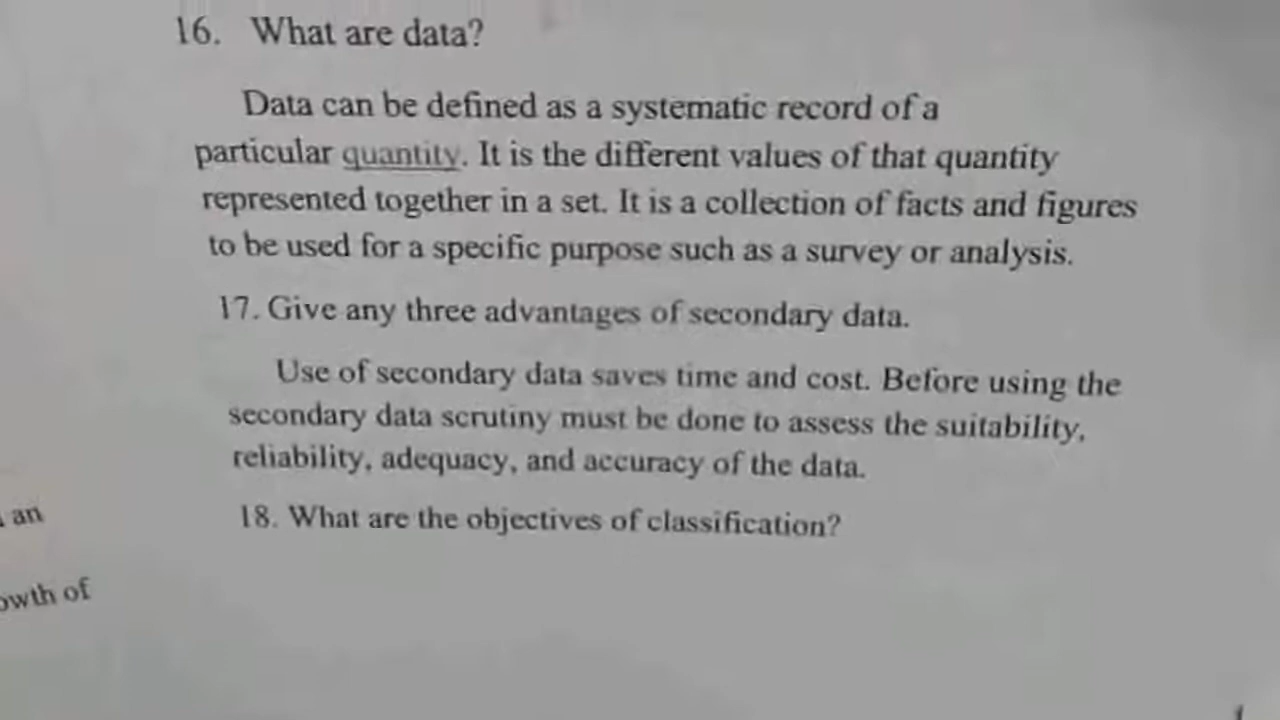 16. What are data?
Data can be defined as a systematic record of a
particular quantity. It is the different values of that quantity
represented together in a set. It is a collection of facts and figures
to be used for a specific purpose such as a survey or analysis.
17. Give any three advantages of secondary data.
Use of secondary data saves time and cost. Before using the
secondary data scrutiny must be done to assess the suitability,
reliability, adequacy, and accuracy of the data.
an
18. What are the objectives of classification?
owth of